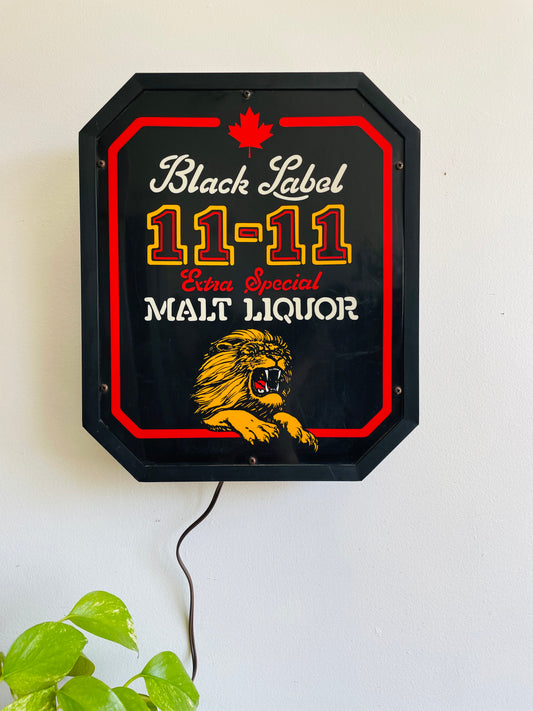 Black Label
11-11
Extra Special
MALT LIQUOR